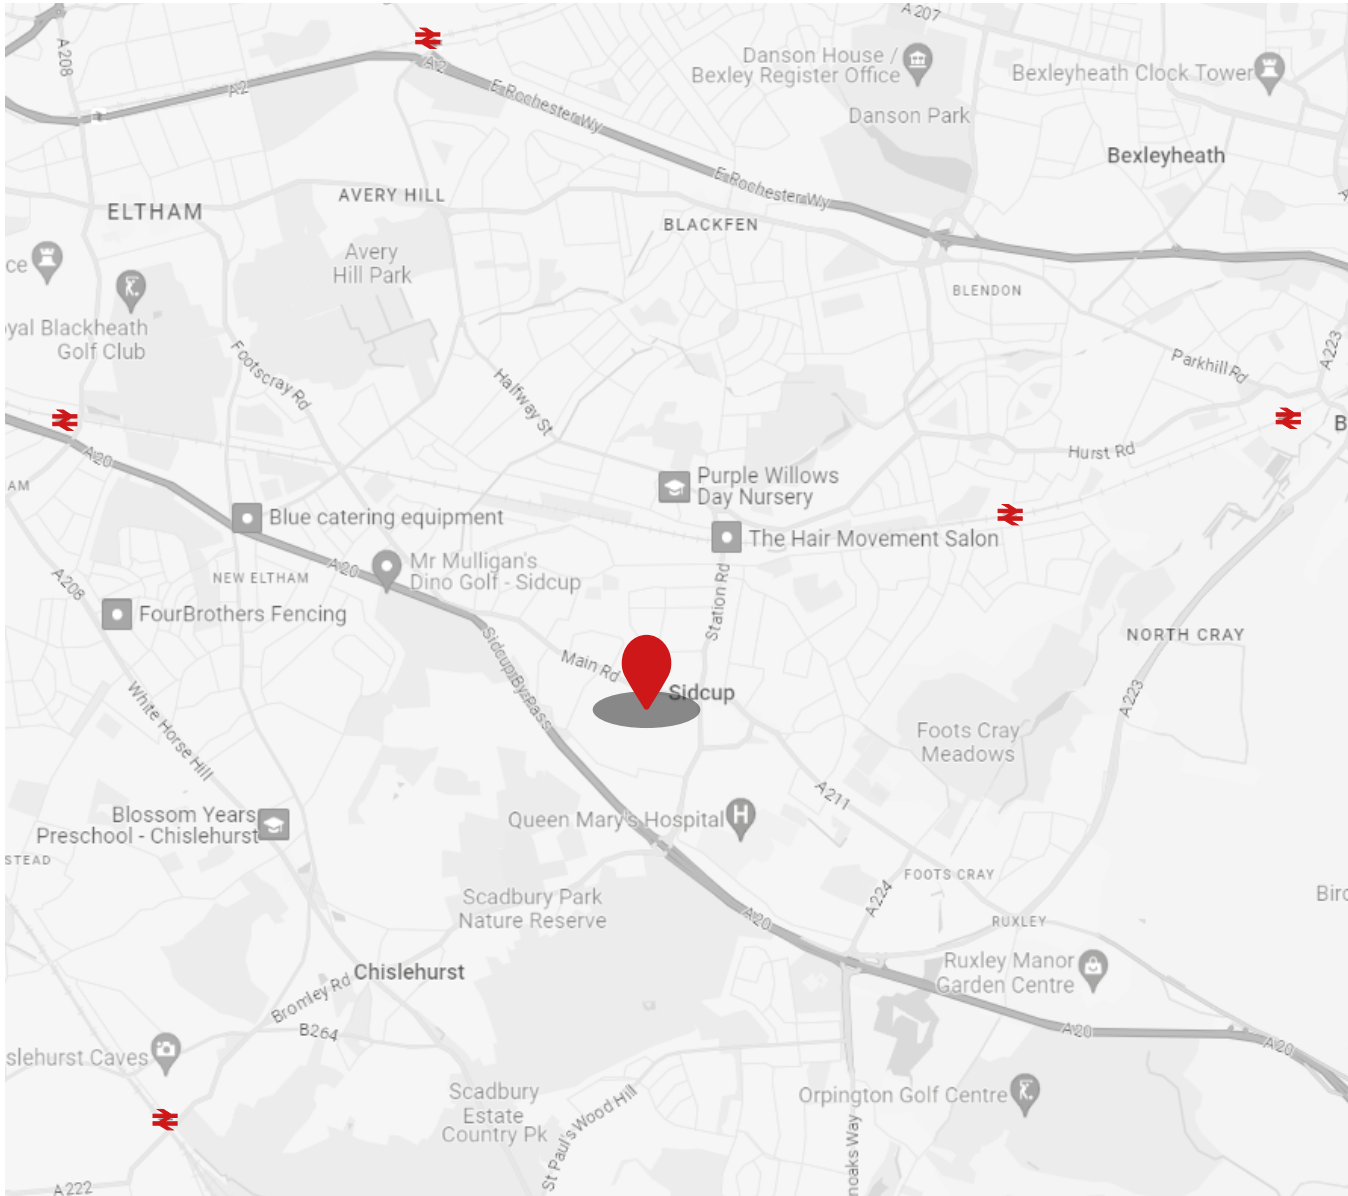 A207
A208
A2
A2
E Rochester Wy
Danson House /
Bexley Register Office
Bexleyheath Clock Tower
Danson Park
Bexleyheath
E Rochester Wy
AVERY HILL
ELTHAM
BLACKFEN
Avery
Hill Park
ce
BLENDON
yal Blackheath
Golf Club
Footscray Rd
Halfway St
Parkhill Rd
A223
B
Hurst Rd
A20
AM
Purple Willows
Day Nursery
Blue catering equipment
The Hair Movement Salon
A20
Mr Mulligan's
Dino Golf - Sidcup
NEW ELTHAM
A208
FourBrothers Fencing
Station Rd
NORTH CRAY
Sidcup By-Pass
Main Rd
Sidcup
A223
White Horse Hill
Foots Cray
Meadows
A211
Blossom Years
Preschool - Chislehurst
Queen Mary's Hospital
H
STEAD
FOOTS CRAY
A224
Scadbury Park
Nature Reserve
A20
RUXLEY
Birc
Chislehurst
Ruxley Manor
Garden Centre
Bromley Rd
B264
A20
A20
slehurst Caves
Scadbury
Estate
Country Pk
Orpington Golf Centre
St Paul's Wood Hill
noaks Way
A222